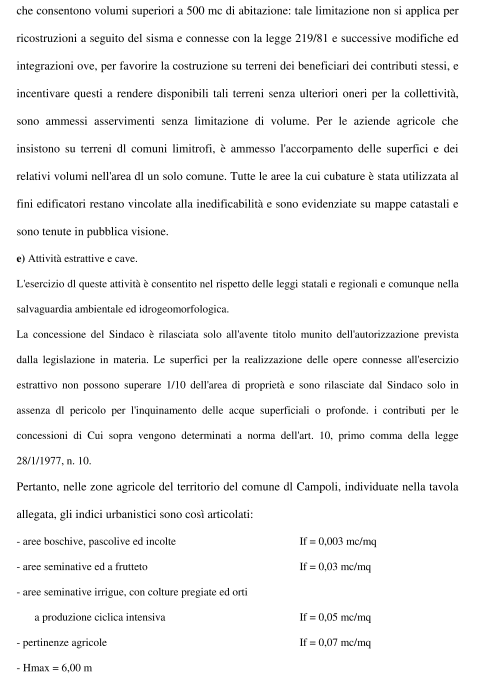 che consentono volumi superiori a 500 mc di abitazione: tale limitazione non si applica per
ricostruzioni a seguito del sisma e connesse con la legge 219/81 e successive modifiche ed
integrazioni ove, per favorire la costruzione su terreni dei beneficiari dei contributi stessi, e
incentivare questi a rendere disponibili tali terreni senza ulteriori oneri per la collettività,
sono ammessi asservimenti senza limitazione di volume. Per le aziende agricole che
insistono su terreni dl comuni limitrofi, è ammesso l'accorpamento delle superfici e dei
relativi volumi nell'area dl un solo comune. Tutte le aree la cui cubature è stata utilizzata al
fini edificatori restano vincolate alla inedificabilità e sono evidenziate su mappe catastali e
sono tenute in pubblica visione.
e) Attività estrattive e cave.
L'esercizio dl queste attività è consentito nel rispetto delle leggi statali e regionali e comunque nella
salvaguardia ambientale ed idrogeomorfologica.
La concessione del Sindaco è rilasciata solo all'avente titolo munito dell'autorizzazione prevista
dalla legislazione in materia. Le superfici per la realizzazione delle opere connesse all'esercizio
estrattivo non possono superare 1/10 dell'area di proprietà e sono rilasciate dal Sindaco solo in
assenza dl pericolo per l'inquinamento delle acque superficiali o profonde. i contributi per le
concessioni di Cui sopra vengono determinati a norma dell'art. 10, primo comma della legge
28/1/1977, n. 10.
Pertanto, nelle zone agricole del territorio del comune dl Campoli, individuate nella tavola
allegata, gli indici urbanistici sono così articolati:
- aree boschive, pascolive ed incolte If = 0,003 mc/mq
- aree seminative ed a frutteto If = 0,03 mc/mq
- aree seminative irrigue, con colture pregiate ed orti
a produzione ciclica intensiva If = 0,05 mc/mq
- pertinenze agricole If = 0,07 mc/mq
- Hmax = 6,00 m